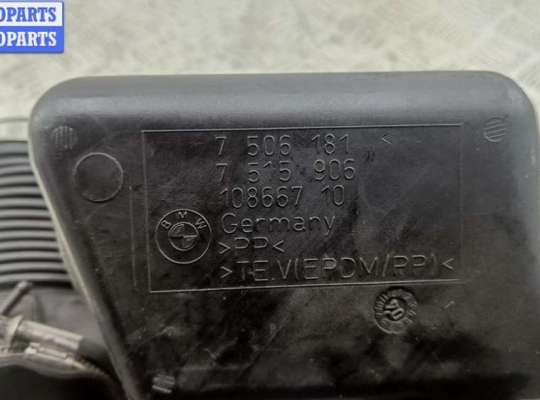 OPARTS
OPARTS
7 506 181 <
7 515 906
108667 10
BMW
Germany
>PP<
>TE.V(EPDM/PP)<